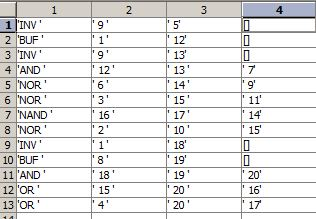 1 2 3 4
1 'INV ' ' 9 ' ' 5' []
2 'BUF ' ' 1 ' ' 12' []
3 'INV ' ' 9 ' ' 13' []
4 'AND ' ' 12 ' ' 13 ' ' 7'
5 'NOR ' ' 6 ' ' 14 ' ' 9'
6 'NOR ' ' 3 ' ' 15 ' ' 11'
7 'NAND ' ' 16 ' ' 17 ' ' 14'
8 'NOR ' ' 2 ' ' 10 ' ' 15'
9 'INV ' ' 1 ' ' 18' []
10 'BUF ' ' 8 ' ' 19' []
11 'AND ' ' 18 ' ' 19 ' ' 20'
12 'OR ' ' 15 ' ' 20 ' ' 16'
13 'OR ' ' 4 ' ' 20 ' ' 17'